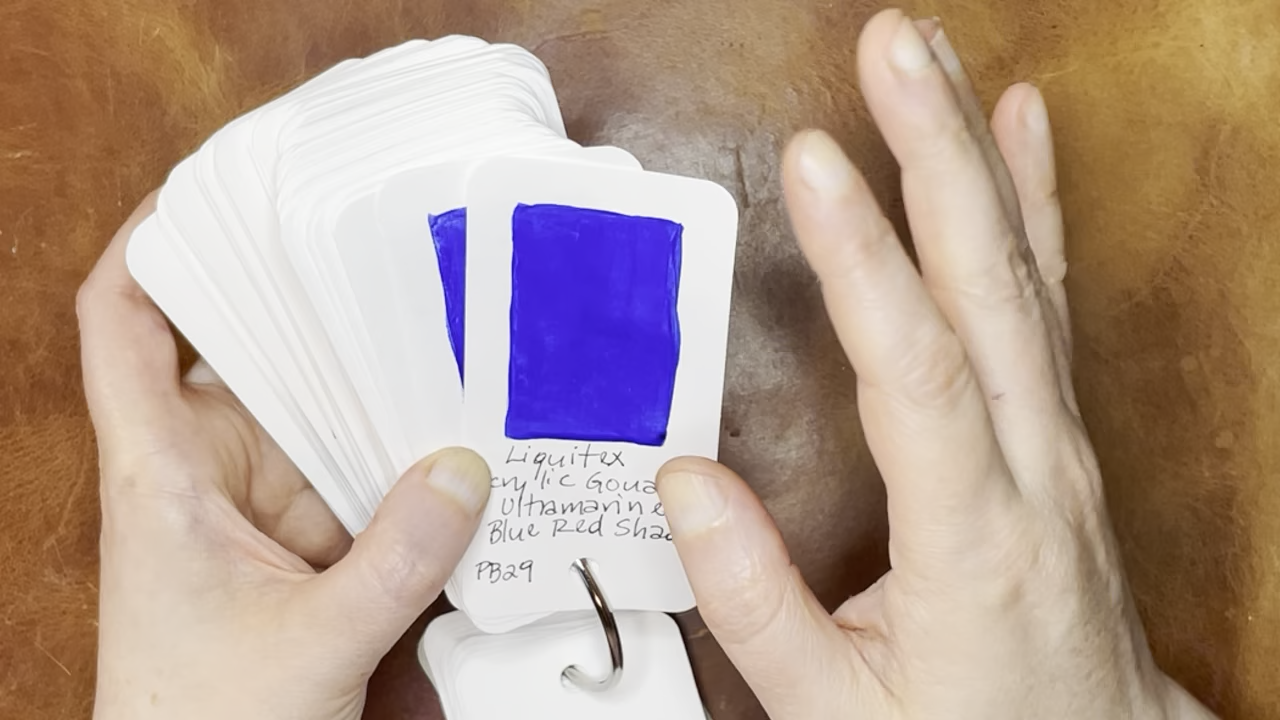 Liquitex
crylic Goua
Ultramarine
Blue Red Shad
PB29